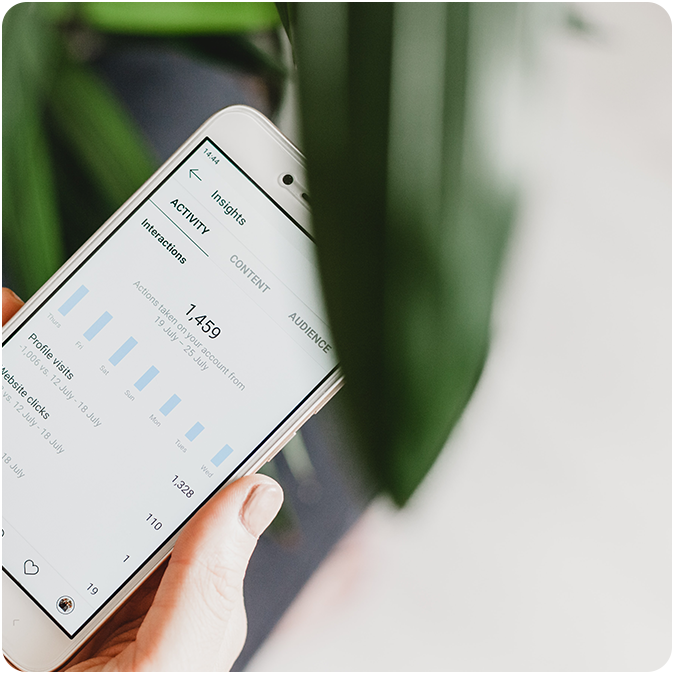 14:44
Insights
ACTIVITY
CONTENT
AUDIENCE
Interactions
1,459
Actions taken on your account from
19 July – 25 July
Thurs
Fri
Sat
Sun
Mon
Tues
Wed
Profile visits
1,328
1,006 vs. 12 July - 18 July
Website clicks
110
vs. 12 July - 18 July
1
18 July
19